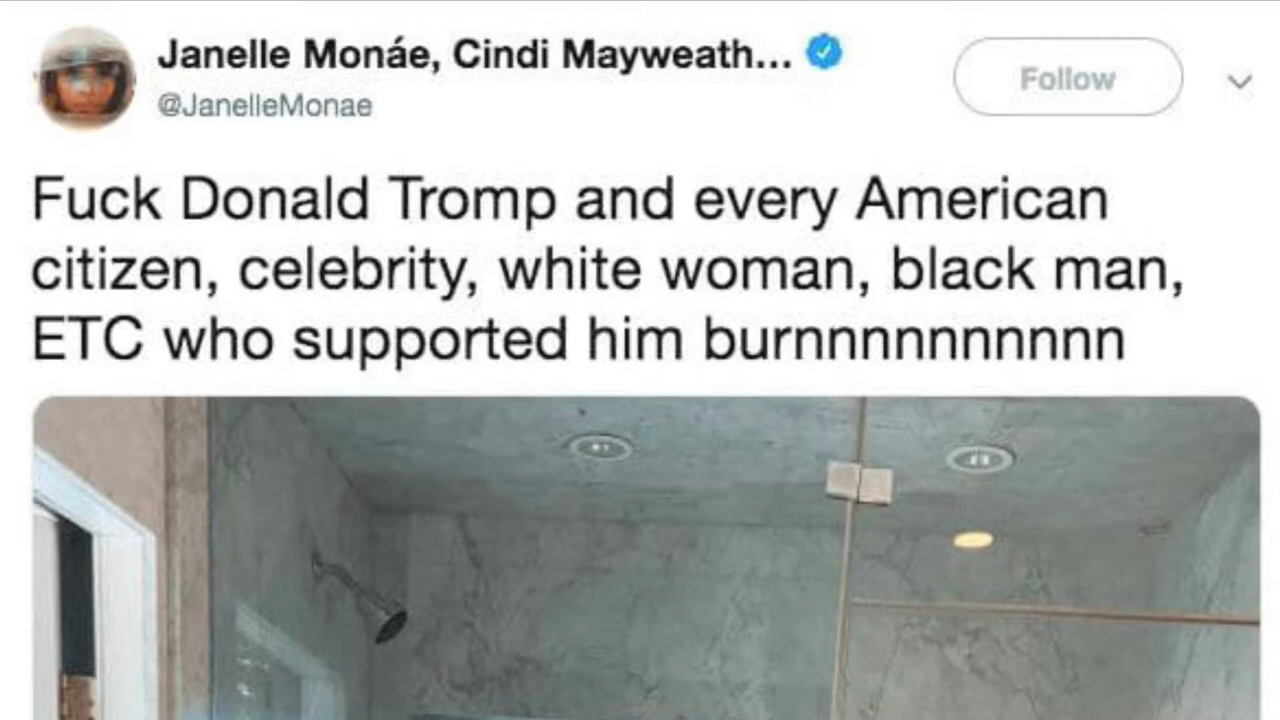 Janelle Monáe, Cindi Mayweath...
@JanelleMonae
Follow
Fuck Donald Tromp and every American
citizen, celebrity, white woman, black man,
ETC who supported him burnnnnnnnnnnn